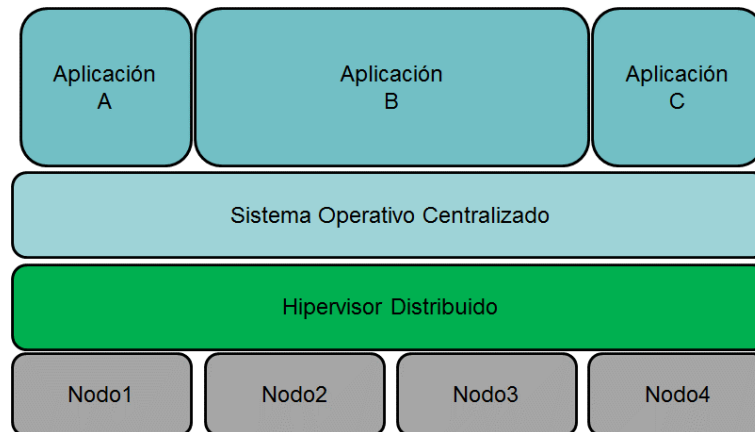 Aplicación
A
Aplicación
B
Aplicación
C
Sistema Operativo Centralizado
Hipervisor Distribuido
Nodo1
Nodo2
Nodo3
Nodo4